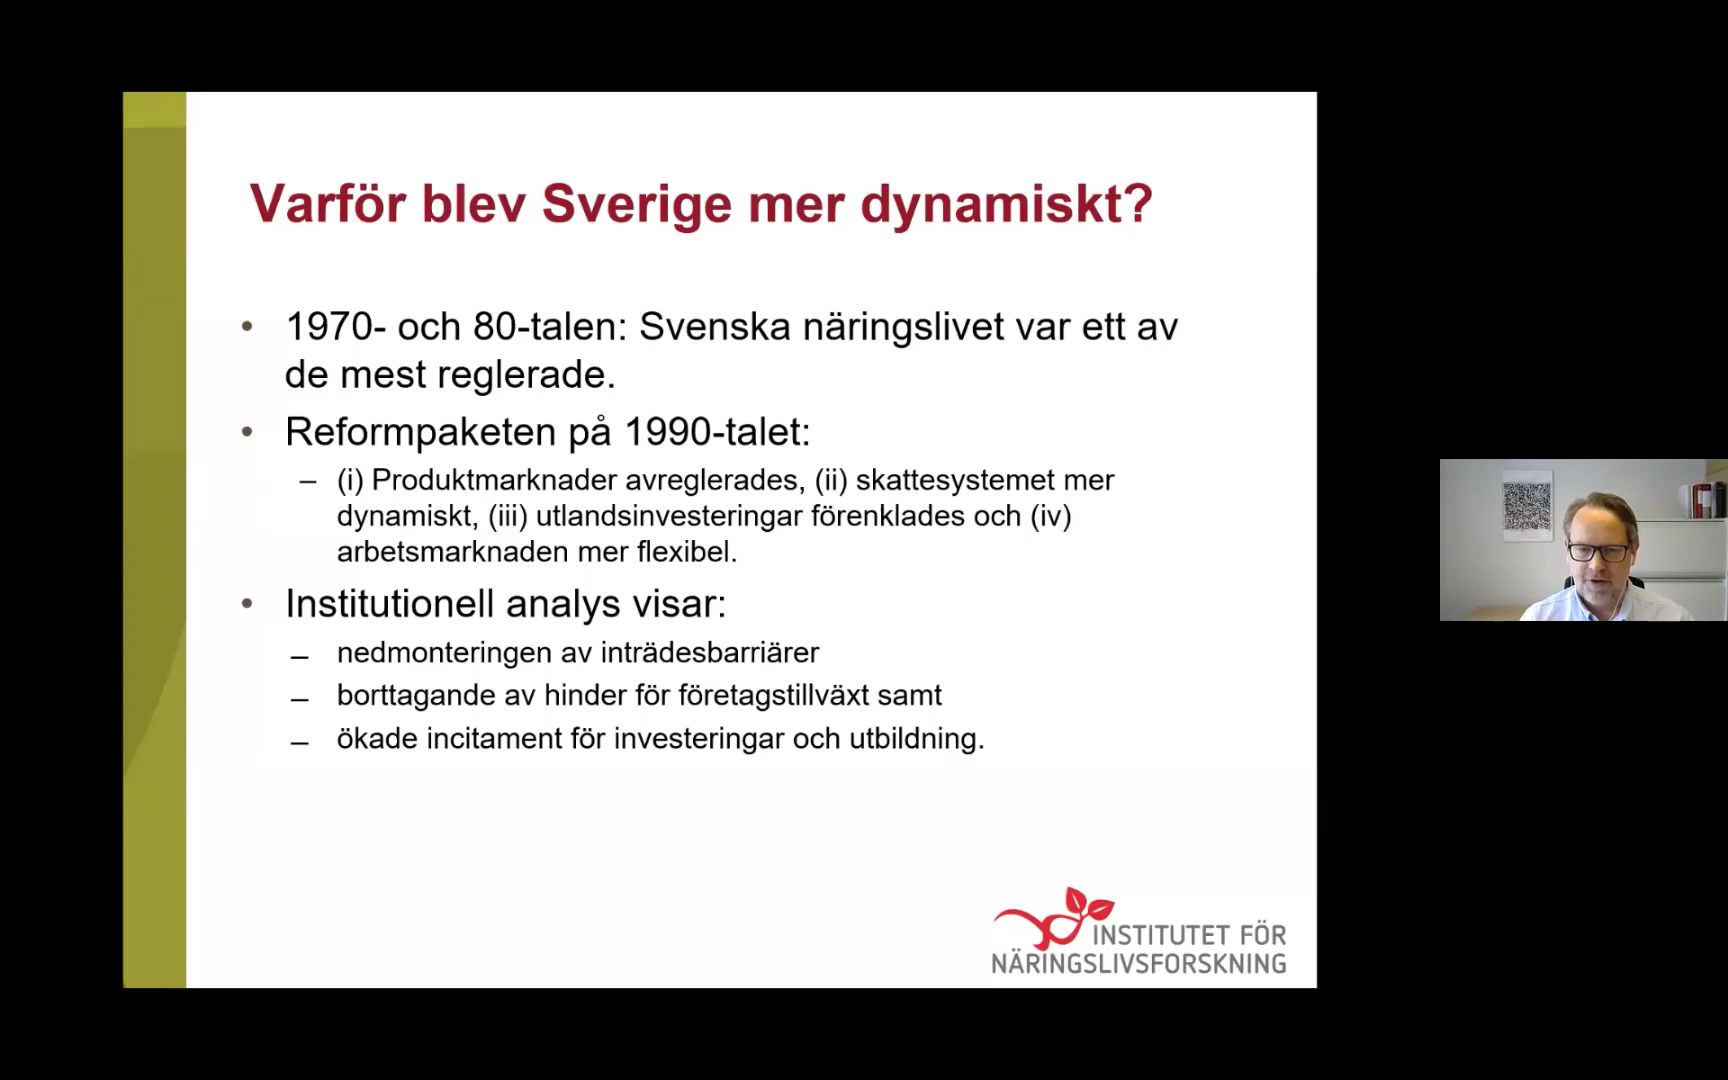 Varför blev Sverige mer dynamiskt?
• 1970- och 80-talen: Svenska näringslivet var ett av
de mest reglerade.
• Reformpaketen på 1990-talet:
– (i) Produktmarknader avreglerades, (ii) skattesystemet mer
dynamiskt, (iii) utlandsinvesteringar förenklades och (iv)
arbetsmarknaden mer flexibel.
• Institutionell analys visar:
– nedmonteringen av inträdesbarriärer
– borttagande av hinder för företagstillväxt samt
– ökade incitament för investeringar och utbildning.
INSTITUTET FÖR
NÄRINGSLIVSFORSKNING